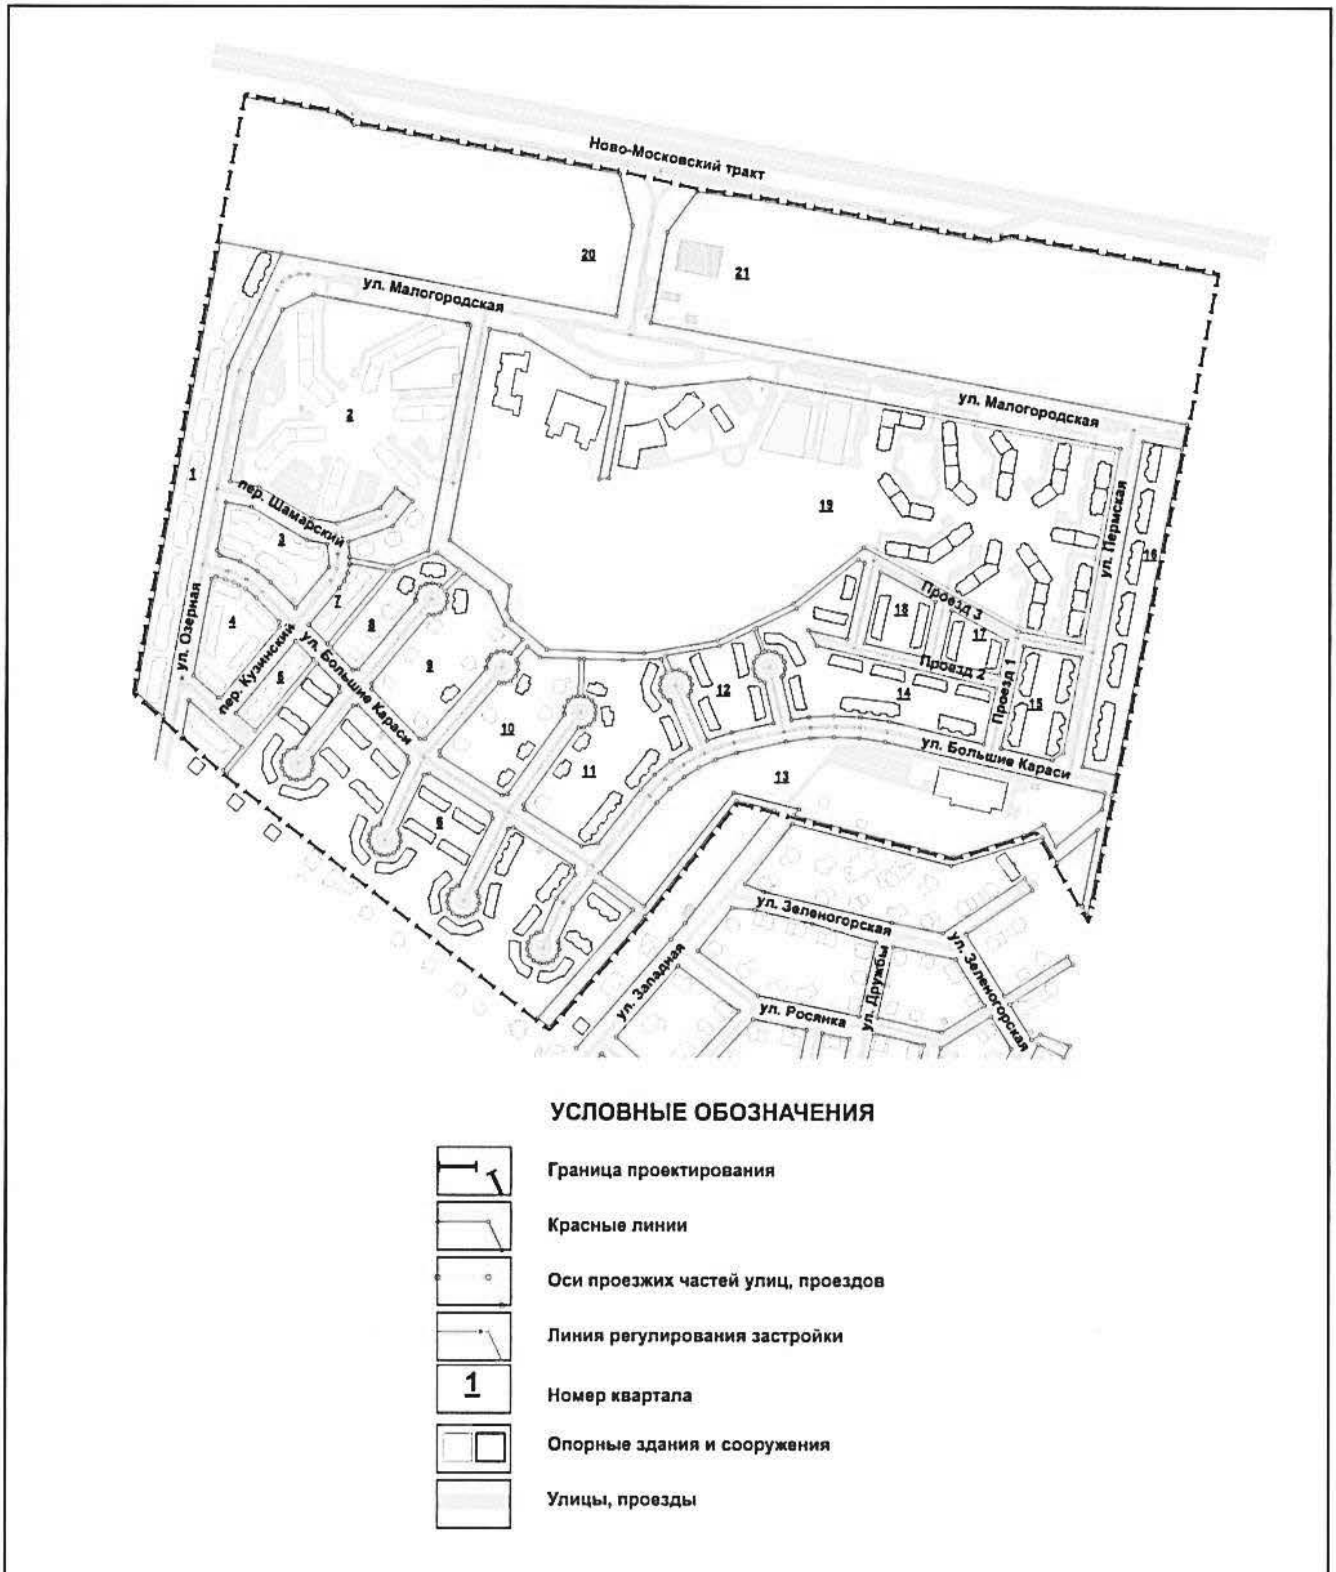 Ново-Московский тракт
20
21
ул. Малогородская
ул. Малогородская
2
1
19
пер. Шамарский
3
ул. Пермская
16
7
8
18
Проезд 3
17
4
ул. Озерная
пер. Кузинский
ул. Большие Караси
5
9
12
Проезд 2
Проезд 1
14
15
10
11
ул. Большие Караси
13
6
ул. Зеленогорская
ул. Западная
ул. Дружбы
ул. Зеленогорская
ул. Росянка
УСЛОВНЫЕ ОБОЗНАЧЕНИЯ
Граница проектирования
Красные линии
Оси проезжих частей улиц, проездов
Линия регулирования застройки
1
Номер квартала
Опорные здания и сооружения
Улицы, проезды